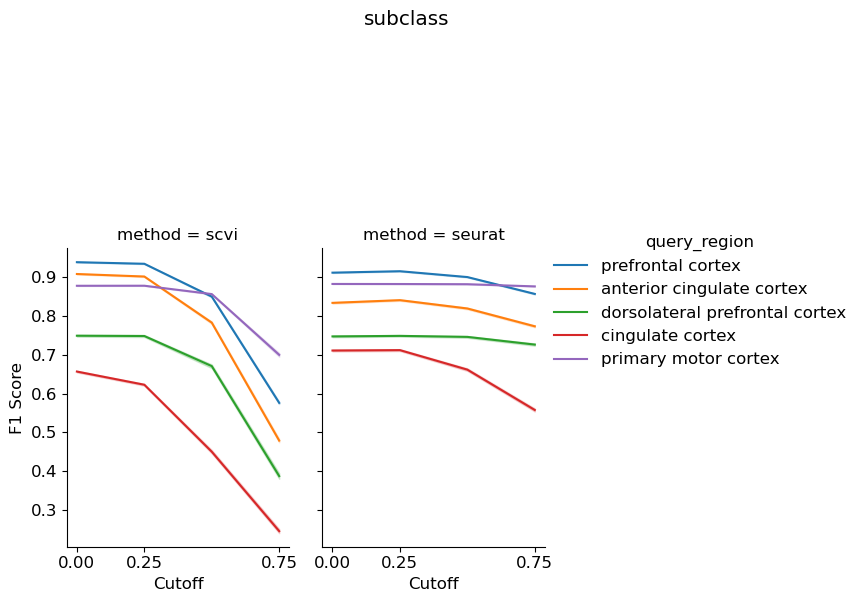 subclass
method = scvi
method = seurat
F1 Score
0.9
0.8
0.7
0.6
0.5
0.4
0.3
0.00
0.25
0.75
Cutoff
0.00
0.25
0.75
Cutoff
query_region
prefrontal cortex
anterior cingulate cortex
dorsolateral prefrontal cortex
cingulate cortex
primary motor cortex